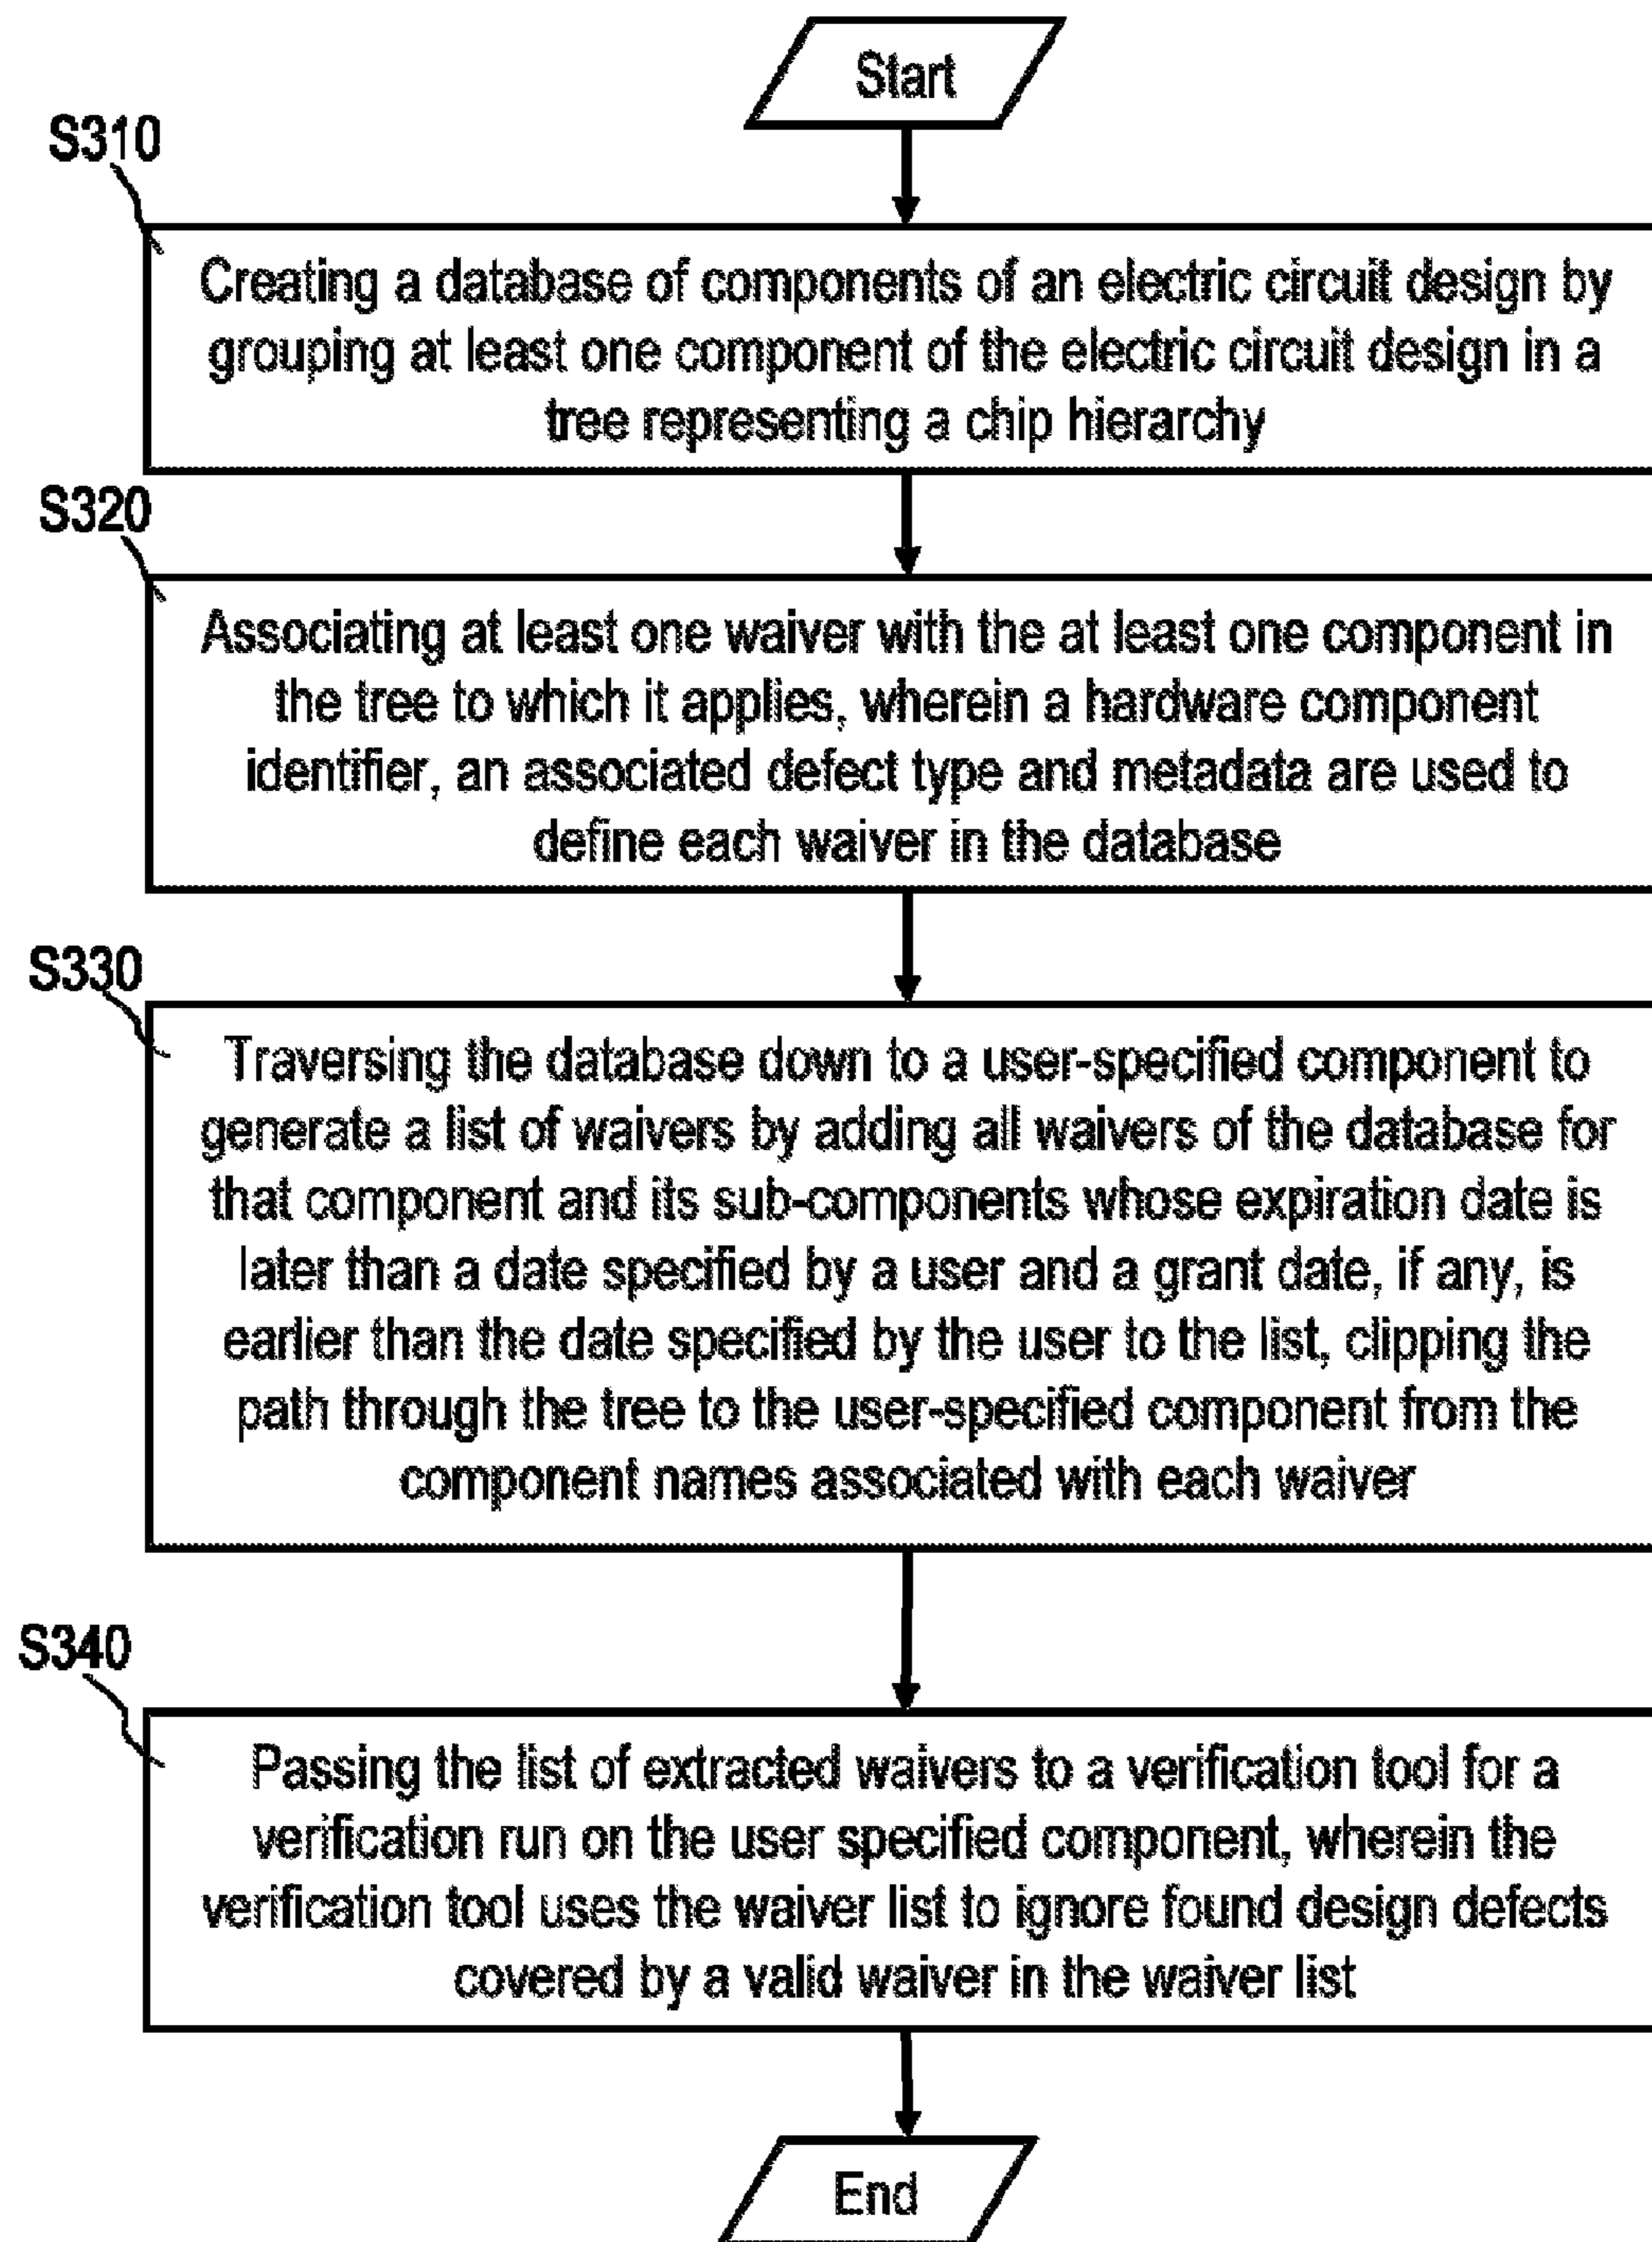 Start
S310
Creating a database of components of an electric circuit design by
grouping at least one component of the electric circuit design in a
tree representing a chip hierarchy
S320
Associating at least one waiver with the at least one component in
the tree to which it applies, wherein a hardware component
identifier, an associated defect type and metadata are used to
define each waiver in the database
S330
Traversing the database down to a user-specified component to
generate a list of waivers by adding all waivers of the database for
that component and its sub-components whose expiration date is
later than a date specified by a user and a grant date, if any, is
earlier than the date specified by the user to the list, clipping the
path through the tree to the user-specified component from the
component names associated with each waiver
S340
Passing the list of extracted waivers to a verification tool for a
verification run on the user specified component, wherein the
verification tool uses the waiver list to ignore found design defects
covered by a valid waiver in the waiver list
End